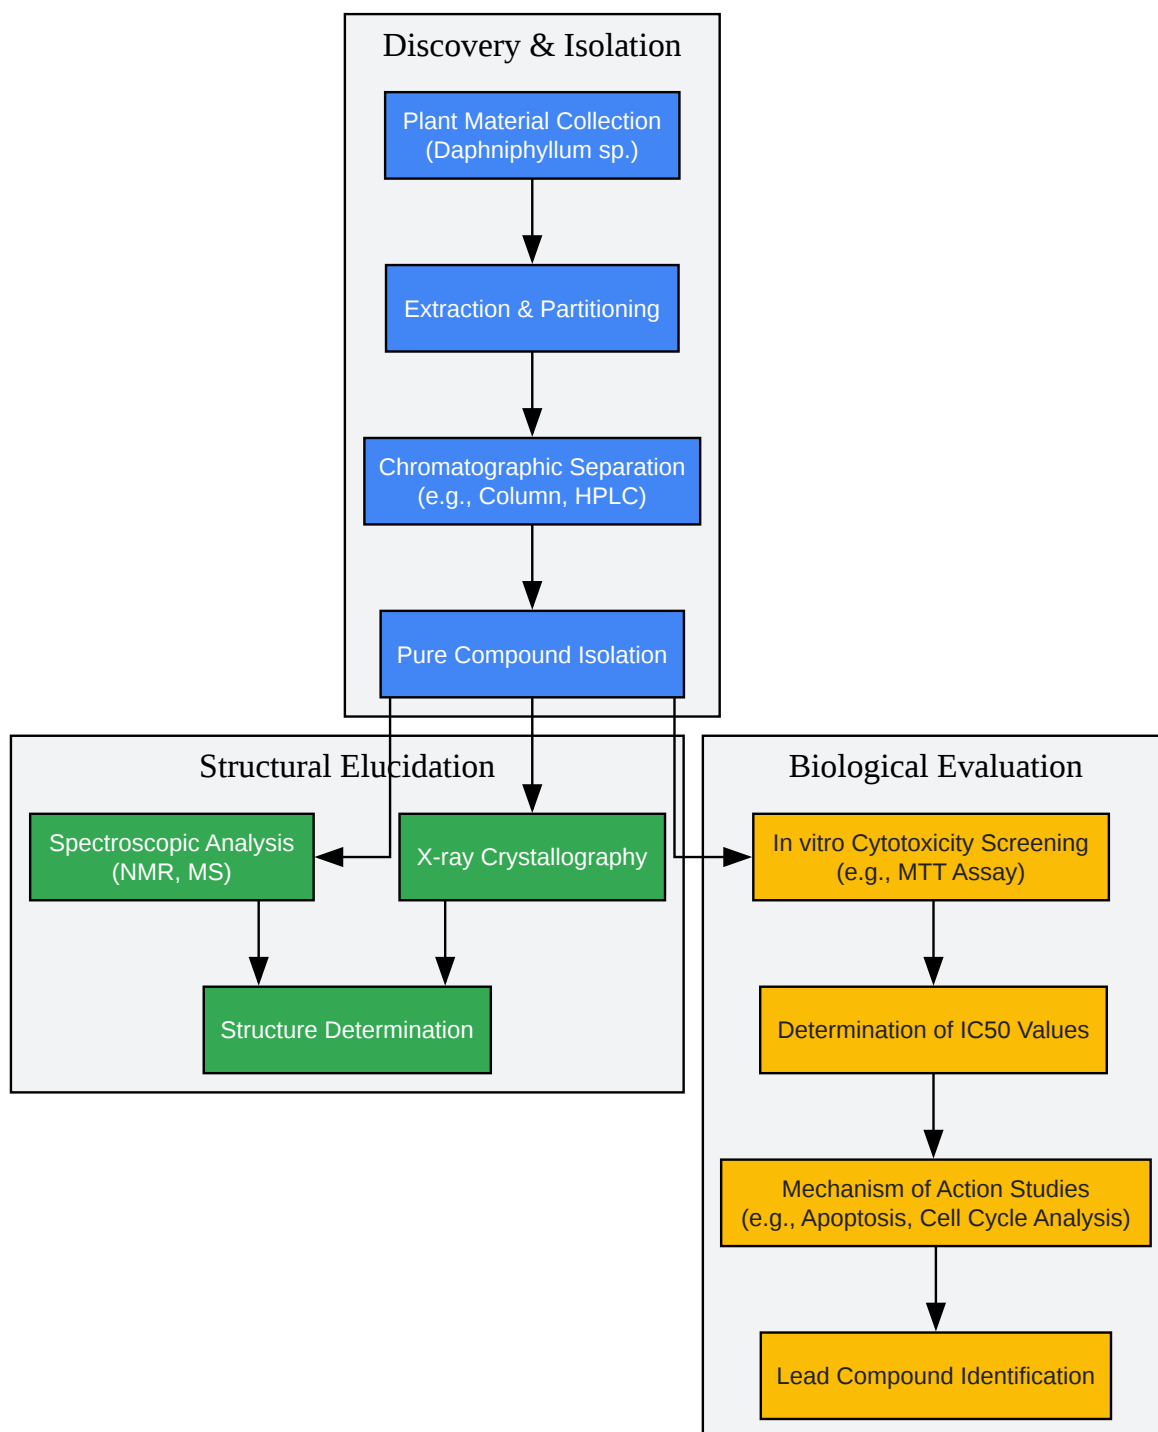 Discovery & Isolation
Plant Material Collection
(Daphniphyllum sp.)
Extraction & Partitioning
Chromatographic Separation
(e.g., Column, HPLC)
Pure Compound Isolation
Structural Elucidation
Spectroscopic Analysis
(NMR, MS)
X-ray Crystallography
Structure Determination
Biological Evaluation
In vitro Cytotoxicity Screening
(e.g., MTT Assay)
Determination of IC50 Values
Mechanism of Action Studies
(e.g., Apoptosis, Cell Cycle Analysis)
Lead Compound Identification